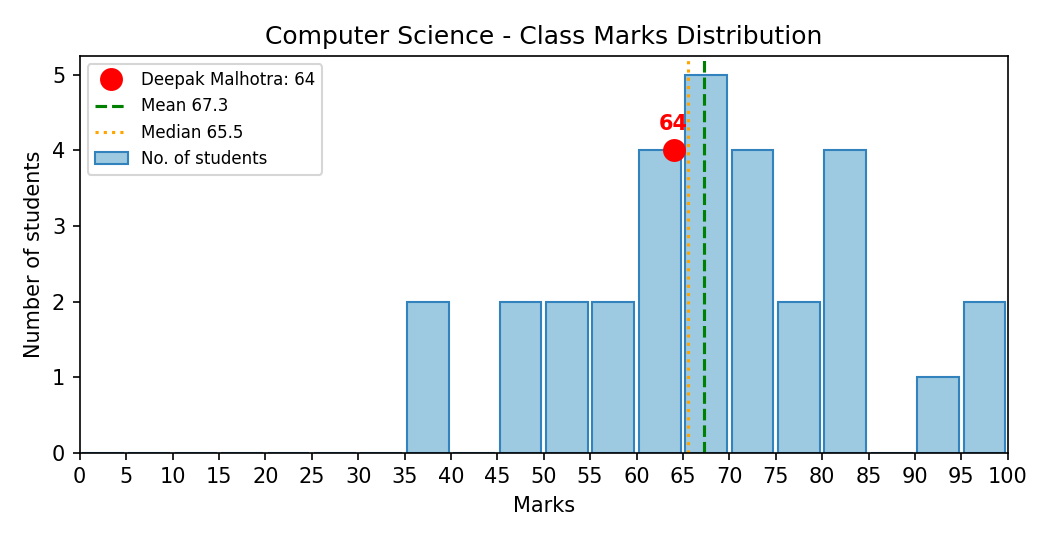 Computer Science - Class Marks Distribution
Deepak Malhotra: 64
Mean 67.3
Median 65.5
No. of students
64
Number of students
5
4
3
2
1
0
0 5 10 15 20 25 30 35 40 45 50 55 60 65 70 75 80 85 90 95 100
Marks